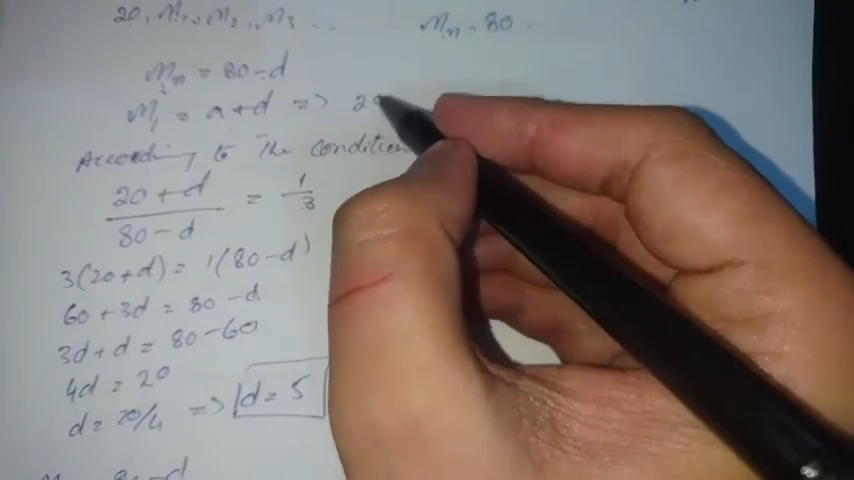 20, M₁, M₂, M₃ ... Mn = 80
Mn = 80 - d
M₁ = a + d => 20
According to The condition
20 + d / 80 - d = 1/3
3(20 + d) = 1(80 - d)
60 + 3d = 80 - d
3d + d = 80 - 60
4d = 20
d = 20/4 => d = 5